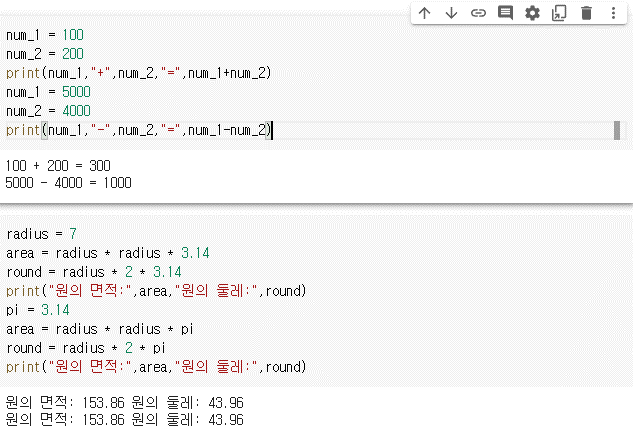 num_1 = 100
num_2 = 200
print(num_1,"+",num_2,"=",num_1+num_2)
num_1 = 5000
num_2 = 4000
print(num_1,"-",num_2,"=",num_1-num_2)
100 + 200 = 300
5000 - 4000 = 1000
radius = 7
area = radius * radius * 3.14
round = radius * 2 * 3.14
print("원의 면적:",area,"원의 둘레:",round)
pi = 3.14
area = radius * radius * pi
round = radius * 2 * pi
print("원의 면적:",area,"원의 둘레:",round)
원의 면적: 153.86 원의 둘레: 43.96
원의 면적: 153.86 원의 둘레: 43.96